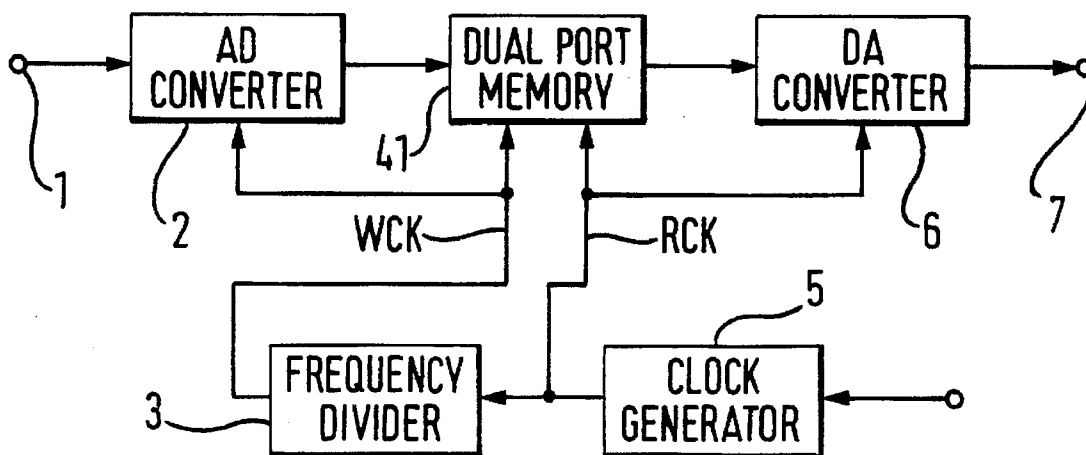 AD
CONVERTER
DUAL PORT
MEMORY
DA
CONVERTER
1
2
41
6
7
WCK
RCK
5
3
FREQUENCY
DIVIDER
CLOCK
GENERATOR